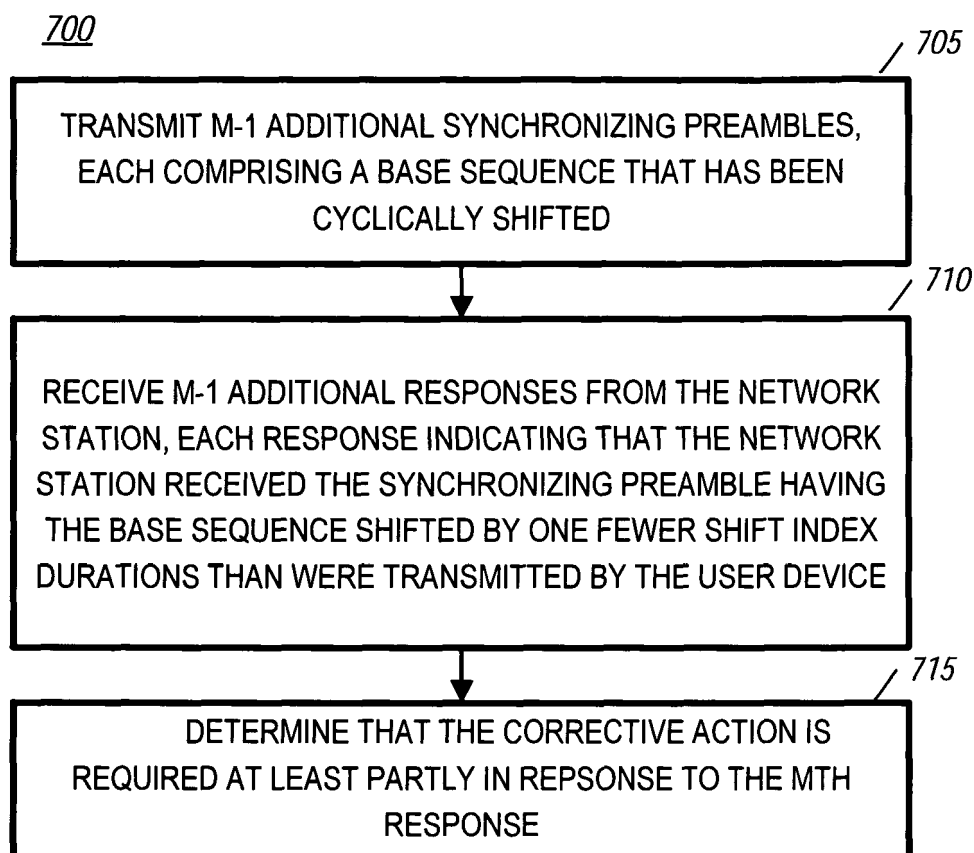 700
705
TRANSMIT M-1 ADDITIONAL SYNCHRONIZING PREAMBLES,
EACH COMPRISING A BASE SEQUENCE THAT HAS BEEN
CYCLICALLY SHIFTED
710
RECEIVE M-1 ADDITIONAL RESPONSES FROM THE NETWORK
STATION, EACH RESPONSE INDICATING THAT THE NETWORK
STATION RECEIVED THE SYNCHRONIZING PREAMBLE HAVING
THE BASE SEQUENCE SHIFTED BY ONE FEWER SHIFT INDEX
DURATIONS THAN WERE TRANSMITTED BY THE USER DEVICE
715
DETERMINE THAT THE CORRECTIVE ACTION IS
REQUIRED AT LEAST PARTLY IN REPSONSE TO THE MTH
RESPONSE